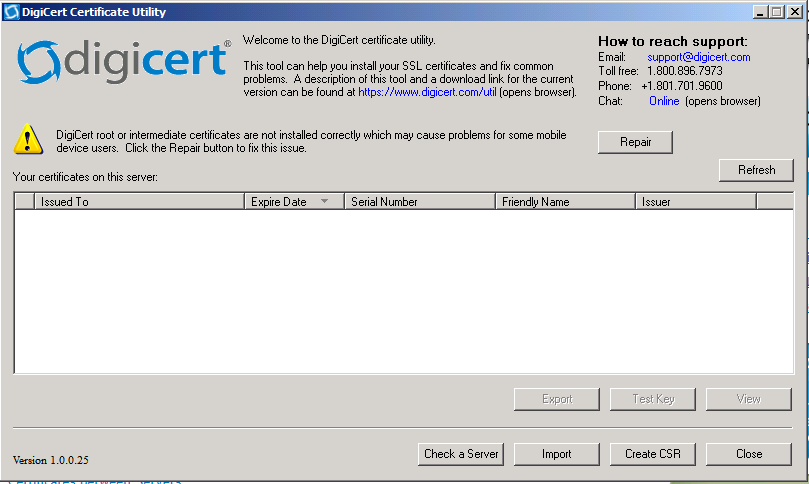 DigiCert Certificate Utility
digicert®
Welcome to the DigiCert certificate utility.
This tool can help you install your SSL certificates and fix common
problems. A description of this tool and a download link for the current
version can be found at https://www.digicert.com/util (opens browser).
How to reach support:
Email: support@digicert.com
Toll free: 1.800.896.7973
Phone: +1.801.701.9600
Chat: Online (opens browser)
DigiCert root or intermediate certificates are not installed correctly which may cause problems for some mobile
device users. Click the Repair button to fix this issue.
Repair
Refresh
Your certificates on this server:
Issued To Expire Date Serial Number Friendly Name Issuer
Export Test Key View
Version 1.0.0.25
Check a Server Import Create CSR Close